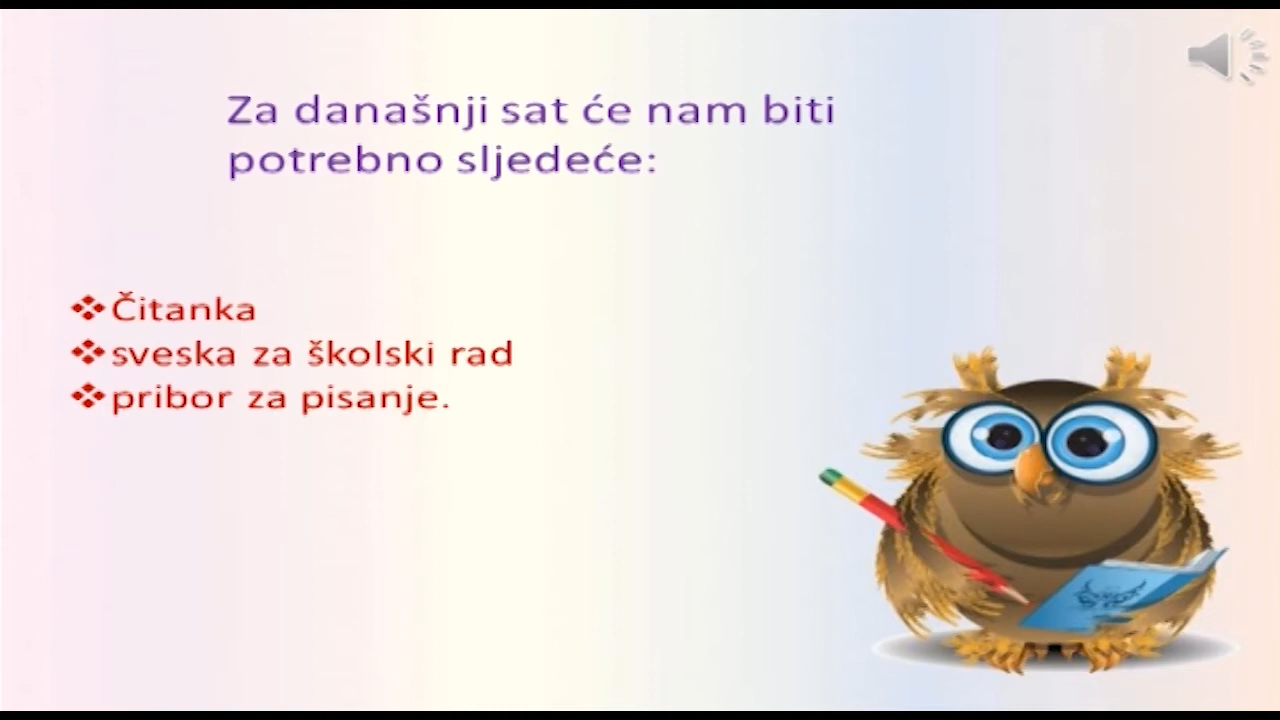 Za današnji sat će nam biti
potrebno sljedeće:
❖Čitanka
❖sveska za školski rad
❖pribor za pisanje.